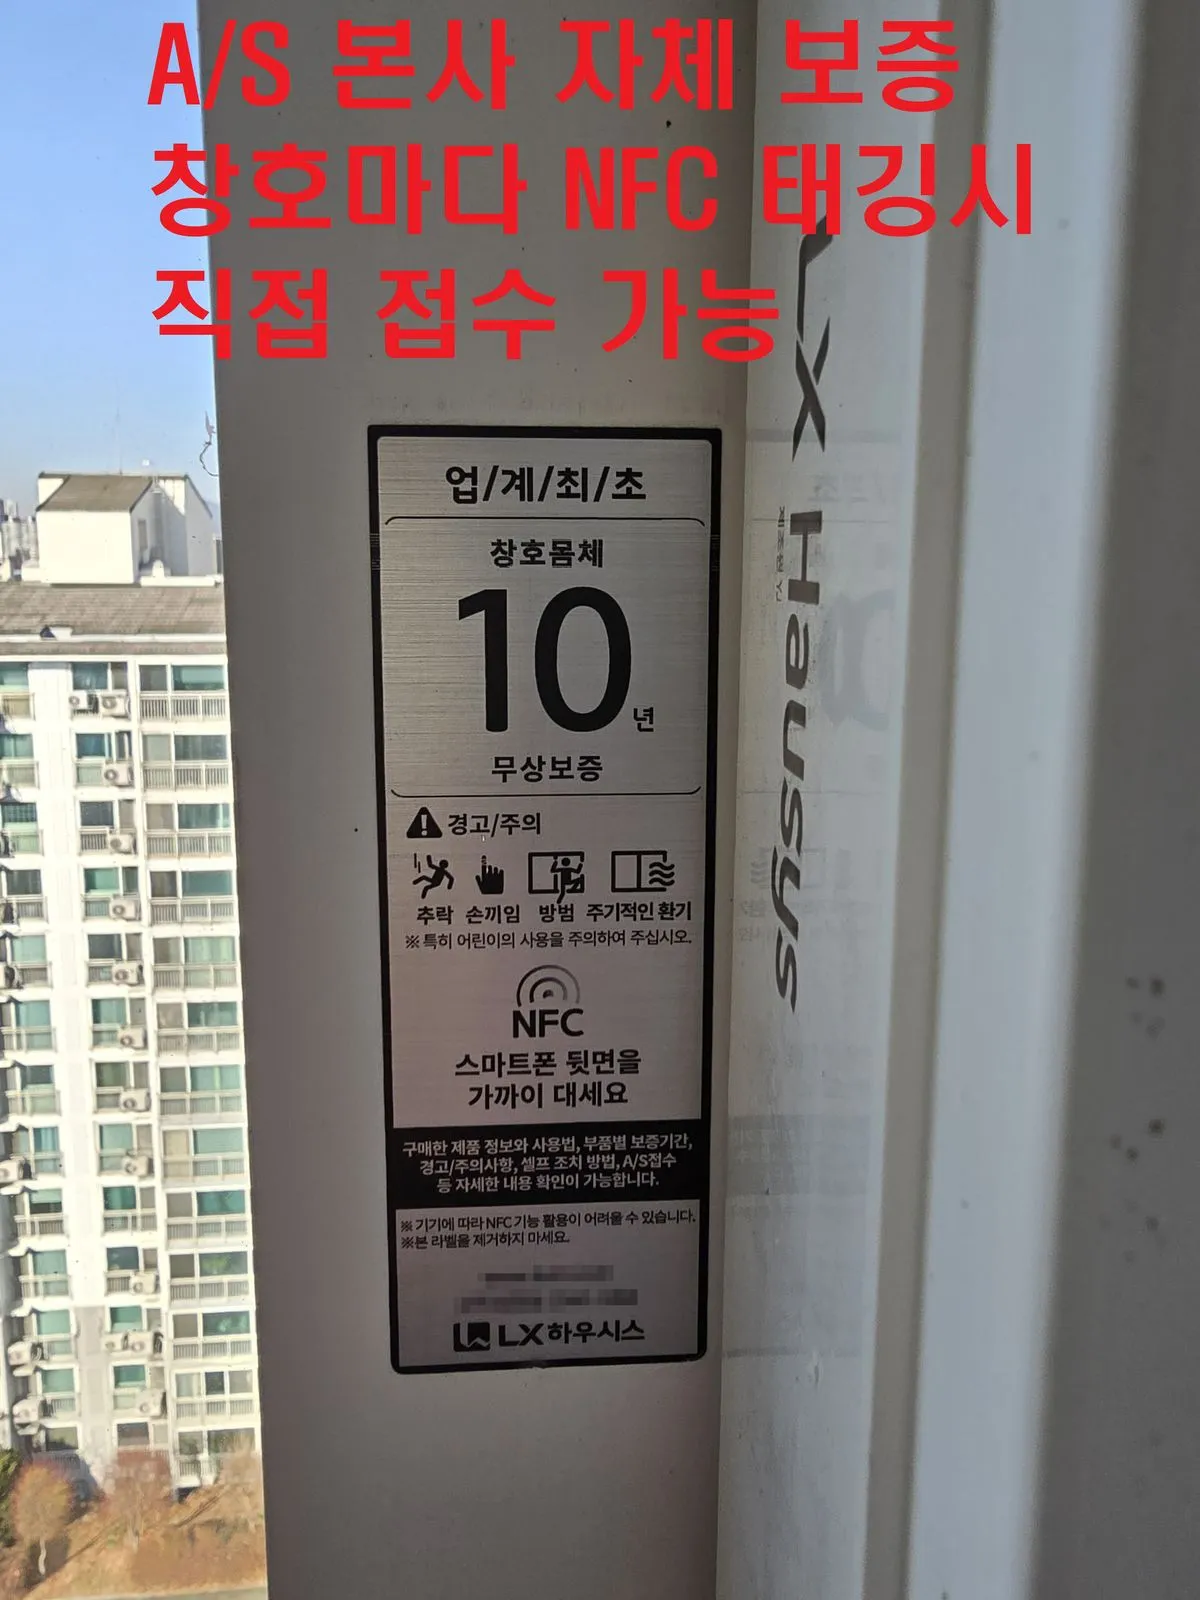 A/S 본사 자체 보증
창호마다 NFC 태깅시
직접 접수 가능
LX Hausys
업/계/최/초
창호몸체
10년
무상보증
경고/주의
추락 손끼임 방범 주기적인 환기
※ 특히 어린이의 사용을 주의하여 주십시오.
NFC
스마트폰 뒷면을
가까이 대세요
구매한 제품 정보와 사용법, 부품별 보증기간,
경고/주의사항, 셀프 조치 방법, A/S접수
등 자세한 내용 확인이 가능합니다.
※ 기기에 따라 NFC 기능 활용이 어려울 수 있습니다.
※본 라벨을 제거하지 마세요.
LX하우시스